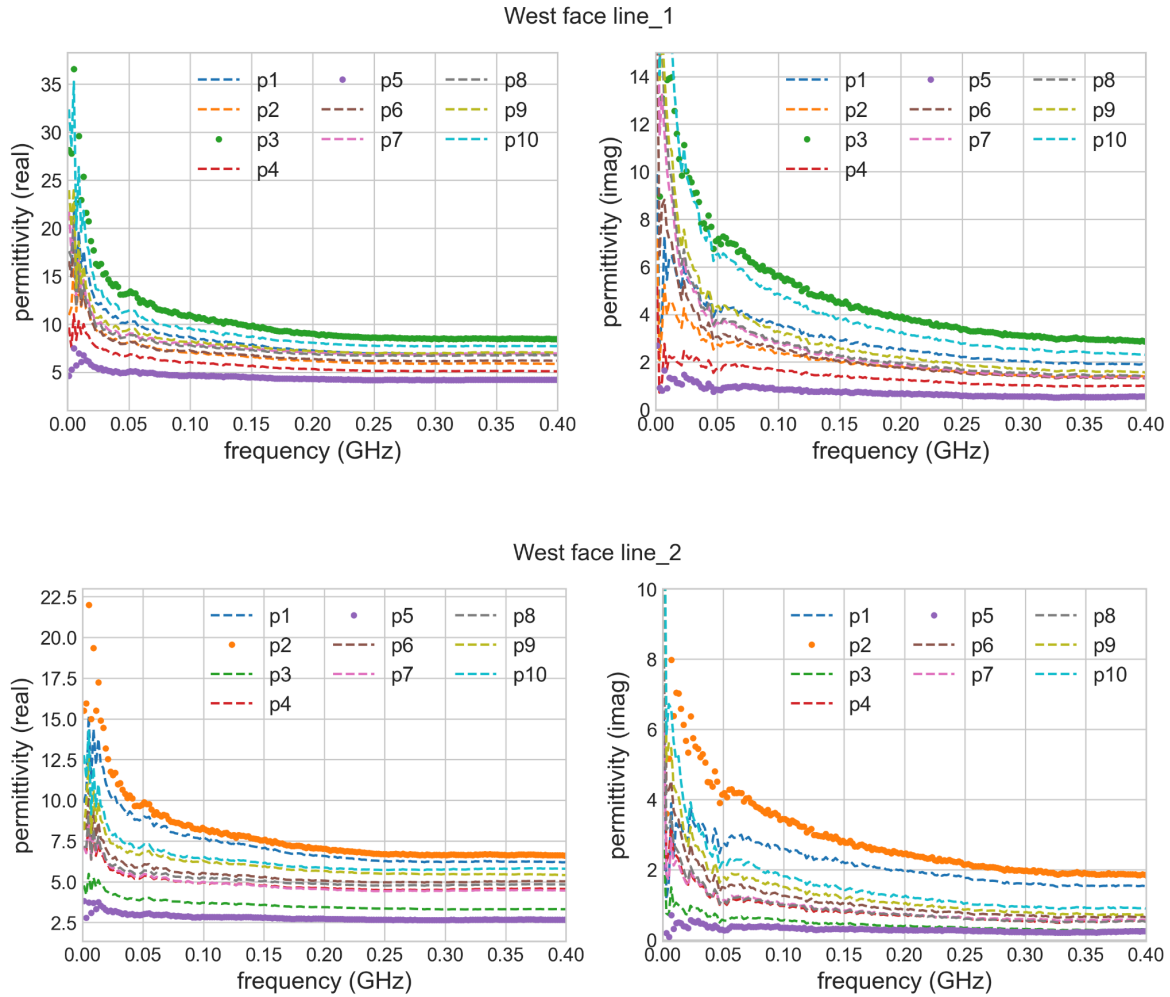 West face line_1
35
30
25
20
15
10
5
permittivity (real)
p1
p2
p3
p4
p5
p6
p7
p8
p9
p10
0.00 0.05 0.10 0.15 0.20 0.25 0.30 0.35 0.40
frequency (GHz)
14
12
10
8
6
4
2
0
permittivity (imag)
p1
p2
p3
p4
p5
p6
p7
p8
p9
p10
0.00 0.05 0.10 0.15 0.20 0.25 0.30 0.35 0.40
frequency (GHz)
West face line_2
22.5
20.0
17.5
15.0
12.5
10.0
7.5
5.0
2.5
permittivity (real)
p1
p2
p3
p4
p5
p6
p7
p8
p9
p10
0.00 0.05 0.10 0.15 0.20 0.25 0.30 0.35 0.40
frequency (GHz)
10
8
6
4
2
0
permittivity (imag)
p1
p2
p3
p4
p5
p6
p7
p8
p9
p10
0.00 0.05 0.10 0.15 0.20 0.25 0.30 0.35 0.40
frequency (GHz)